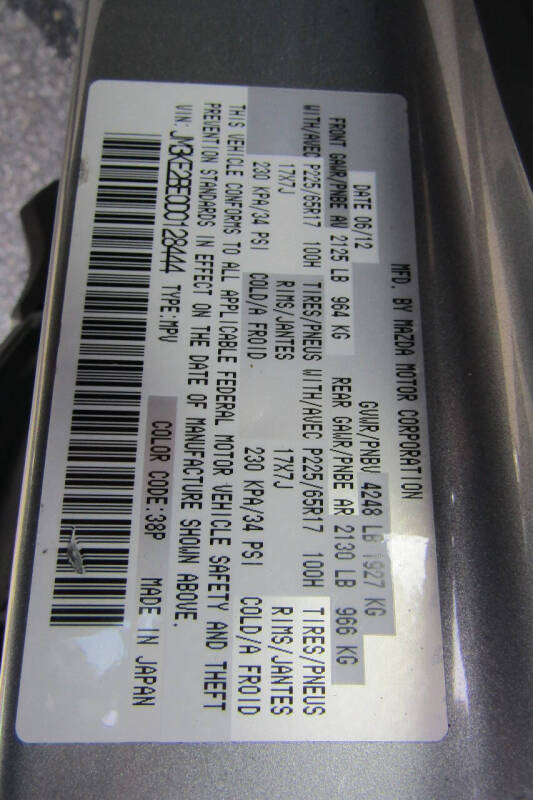 MFD. BY MAZDA MOTOR CORPORATION
DATE 06/12 GVWR/PNBV 4248 LB 1927 KG
FRONT GAWR/PNBE AV 2125 LB 964 KG REAR GAWR/PNBE AR 2130 LB 966 KG
WITH/AVEC P225/65R17 100H TIRES/PNEUS WITH/AVEC P225/65R17 100H TIRES/PNEUS
17X7J RIMS/JANTES 17X7J RIMS/JANTES
230 KPA/34 PSI COLD/A FROID 230 KPA/34 PSI COLD/A FROID
THIS VEHICLE CONFORMS TO ALL APPLICABLE FEDERAL MOTOR VEHICLE SAFETY AND THEFT
PREVENTION STANDARDS IN EFFECT ON THE DATE OF MANUFACTURE SHOWN ABOVE.
VIN: JM3KE2BE0D0128444 TYPE:MPV COLOR CODE:38P MADE IN JAPAN